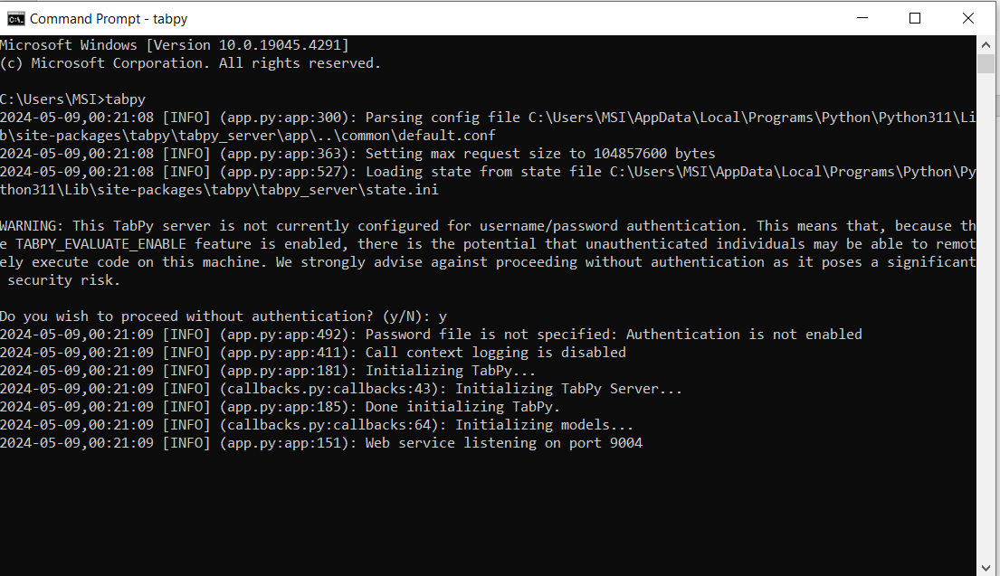 Command Prompt - tabpy
Microsoft Windows [Version 10.0.19045.4291]
(c) Microsoft Corporation. All rights reserved.
C:\Users\MSI>tabpy
2024-05-09,00:21:08 [INFO] (app.py:app:300): Parsing config file C:\Users\MSI\AppData\Local\Programs\Python\Python311\Li
b\site-packages\tabpy\tabpy_server\app\..\common\default.conf
2024-05-09,00:21:08 [INFO] (app.py:app:363): Setting max request size to 104857600 bytes
2024-05-09,00:21:08 [INFO] (app.py:app:527): Loading state from state file C:\Users\MSI\AppData\Local\Programs\Python\Py
thon311\Lib\site-packages\tabpy\tabpy_server\state.ini
WARNING: This TabPy server is not currently configured for username/password authentication. This means that, because th
e TABPY_EVALUATE_ENABLE feature is enabled, there is the potential that unauthenticated individuals may be able to remot
ely execute code on this machine. We strongly advise against proceeding without authentication as it poses a significant
 security risk.
Do you wish to proceed without authentication? (y/N): y
2024-05-09,00:21:09 [INFO] (app.py:app:492): Password file is not specified: Authentication is not enabled
2024-05-09,00:21:09 [INFO] (app.py:app:411): Call context logging is disabled
2024-05-09,00:21:09 [INFO] (app.py:app:181): Initializing TabPy...
2024-05-09,00:21:09 [INFO] (callbacks.py:callbacks:43): Initializing TabPy Server...
2024-05-09,00:21:09 [INFO] (app.py:app:185): Done initializing TabPy.
2024-05-09,00:21:09 [INFO] (callbacks.py:callbacks:64): Initializing models...
2024-05-09,00:21:09 [INFO] (app.py:app:151): Web service listening on port 9004